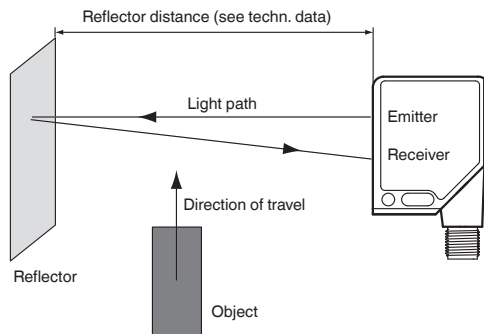 Reflector distance (see techn. data)
Light path
Emitter
Receiver
Direction of travel
Reflector
Object